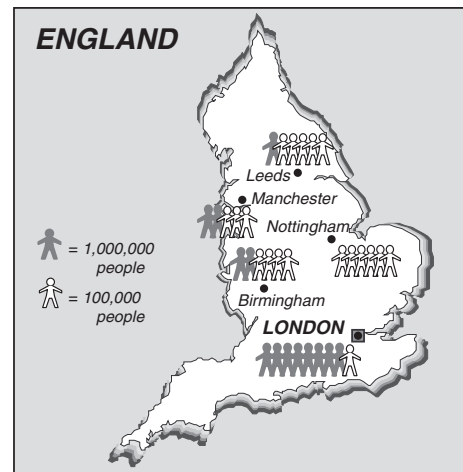 ENGLAND
Leeds
Manchester
Nottingham
= 1,000,000
people
= 100,000
people
Birmingham
LONDON